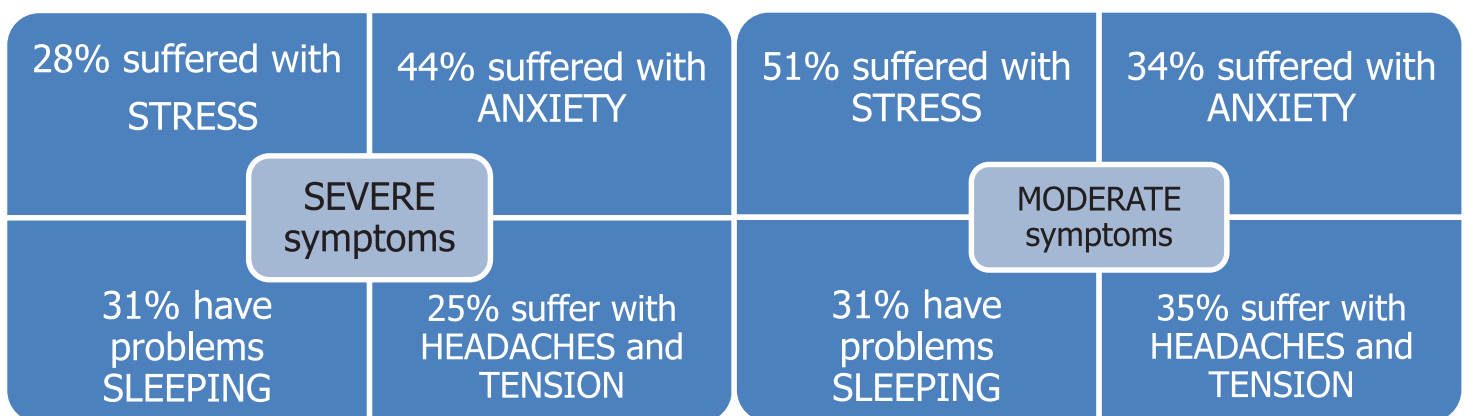 28% suffered with
STRESS
44% suffered with
ANXIETY
SEVERE
symptoms
31% have
problems
SLEEPING
25% suffer with
HEADACHES and
TENSION
51% suffered with
STRESS
34% suffered with
ANXIETY
MODERATE
symptoms
31% have
problems
SLEEPING
35% suffer with
HEADACHES and
TENSION